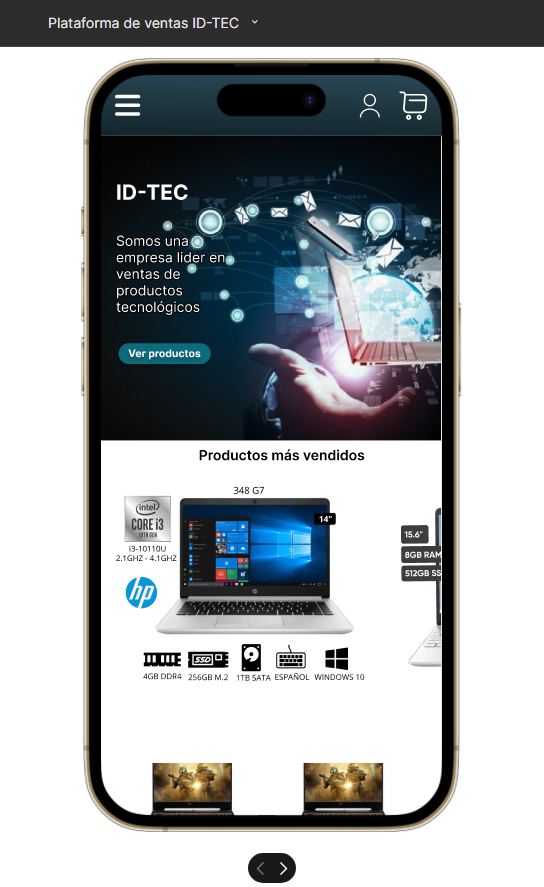 Plataforma de ventas ID-TEC
ID-TEC
Somos una
empresa lider en
ventas de
productos
tecnológicos
Ver productos
Productos más vendidos
348 G7
intel
CORE i3
10TH GEN
14"
i3-10110U
2.1GHZ - 4.1GHZ
hp
15.6"
8GB RAM
512GB SS
SSD
4GB DDR4
256GB M.2
1TB SATA
ESPAÑOL
WINDOWS 10